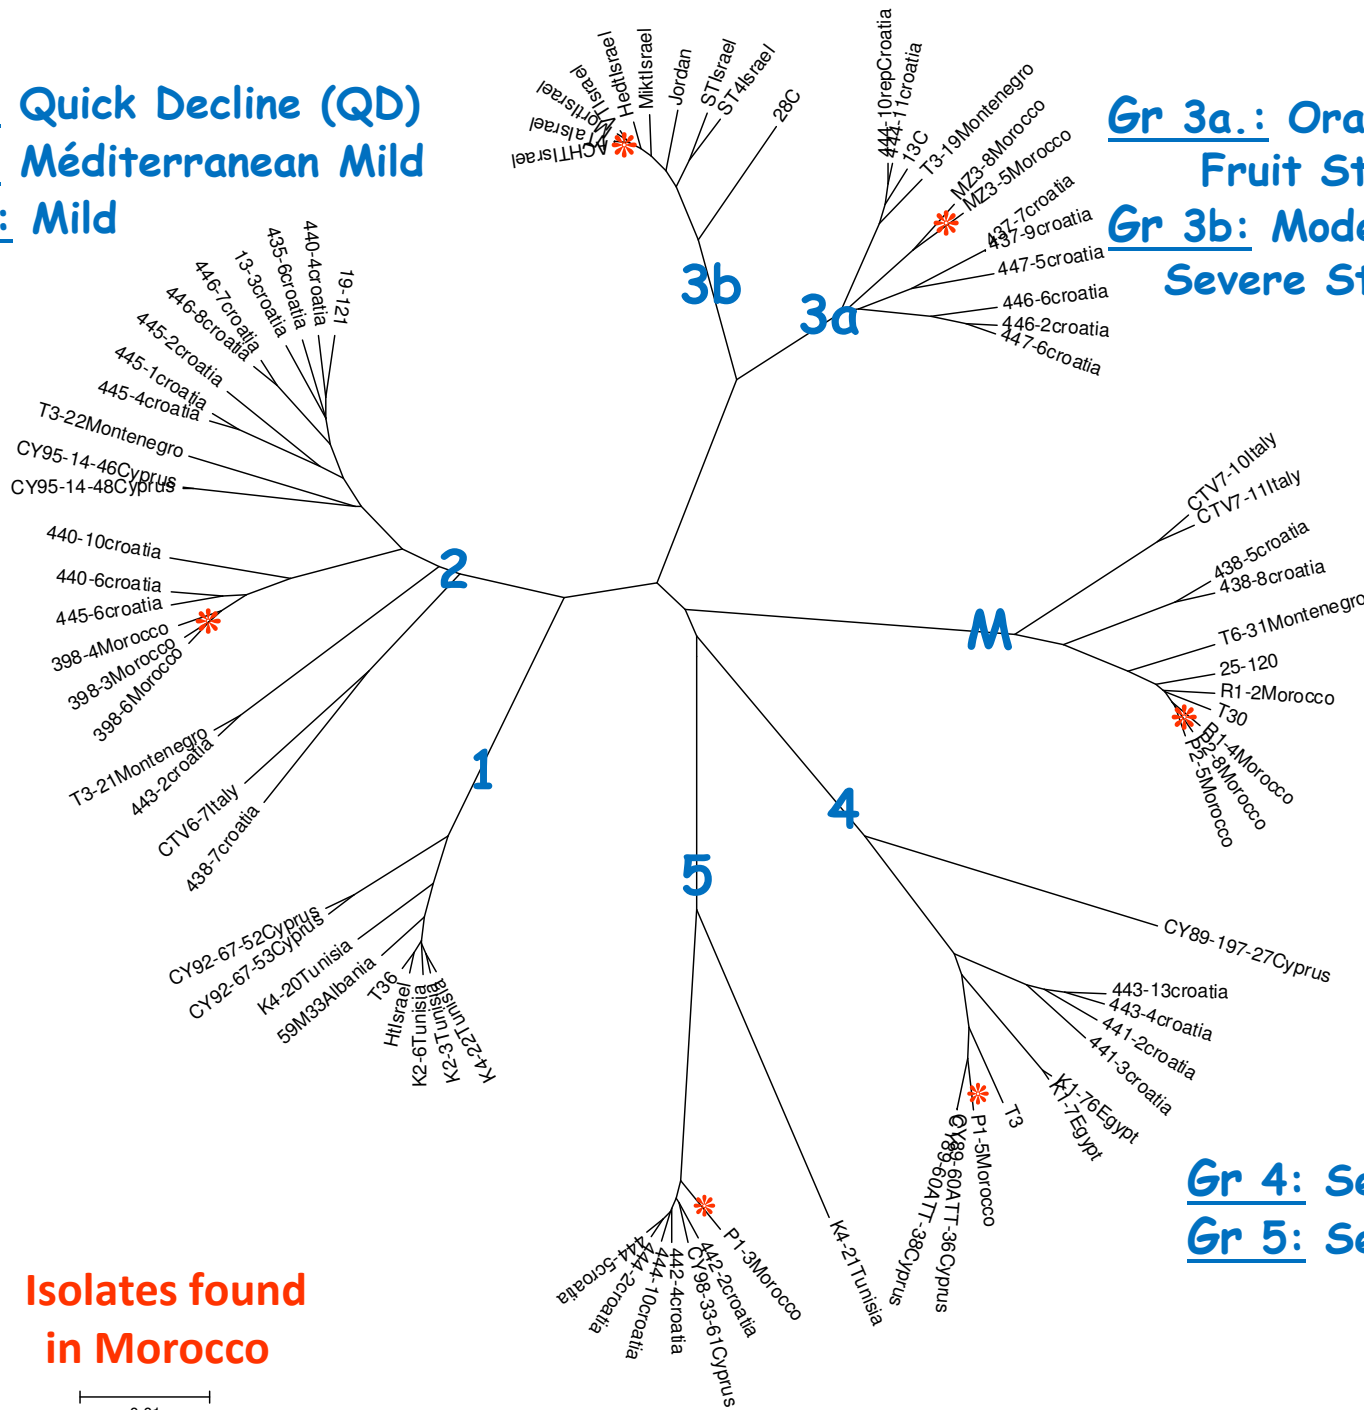 Quick Decline (QD)
Méditerranean Mild
: Mild
Gr 3a.: Ora
Fruit St
Gr 3b: Mode
Severe St
3b
HedtIsrael
MiktIsrael
Jordan
STIsrael
ST4Israel
28C
TIsrael
MortIsrael
ACHTIsrael
3a
444-10repCroatia
444-11croatia
13C
T3-19Montenegro
MZ3-8Morocco
MZ3-5Morocco
437-7croatia
437-9croatia
447-5croatia
446-6croatia
446-2croatia
447-6croatia
2
19-121
440-4croatia
435-6croatia
13-3croatia
446-7croatia
446-8croatia
445-2croatia
445-1croatia
445-4croatia
T3-22Montenegro
CY95-14-46Cyprus
CY95-14-48Cyprus
440-10croatia
440-6croatia
445-6croatia
398-4Morocco
398-3Morocco
398-6Morocco
T3-21Montenegro
443-2croatia
CTV6-7Italy
438-7croatia
M
CTV7-10Italy
CTV7-11Italy
438-5croatia
438-8croatia
T6-31Montenegro
25-120
R1-2Morocco
T30
R1-4Morocco
P2-8Morocco
P2-5Morocco
1
CY92-67-52Cyprus
CY92-67-53Cyprus
K4-20Tunisia
59M33Albania
T36
HtIsrael
K2-6Tunisia
K2-3Tunisia
K4-22Tunisia
4
CY89-197-27Cyprus
443-13croatia
443-4croatia
441-2croatia
441-3croatia
K1-76Egypt
K1-7Egypt
T3
P1-5Morocco
CY89-60ATT-36Cyprus
CY89-60ATT-38Cyprus
5
K4-21Tunisia
P1-3Morocco
442-2croatia
CY98-33-61Cyprus
442-4croatia
444-10croatia
444-2croatia
444-5croatia
Gr 4: Se
Gr 5: Se
Isolates found
in Morocco